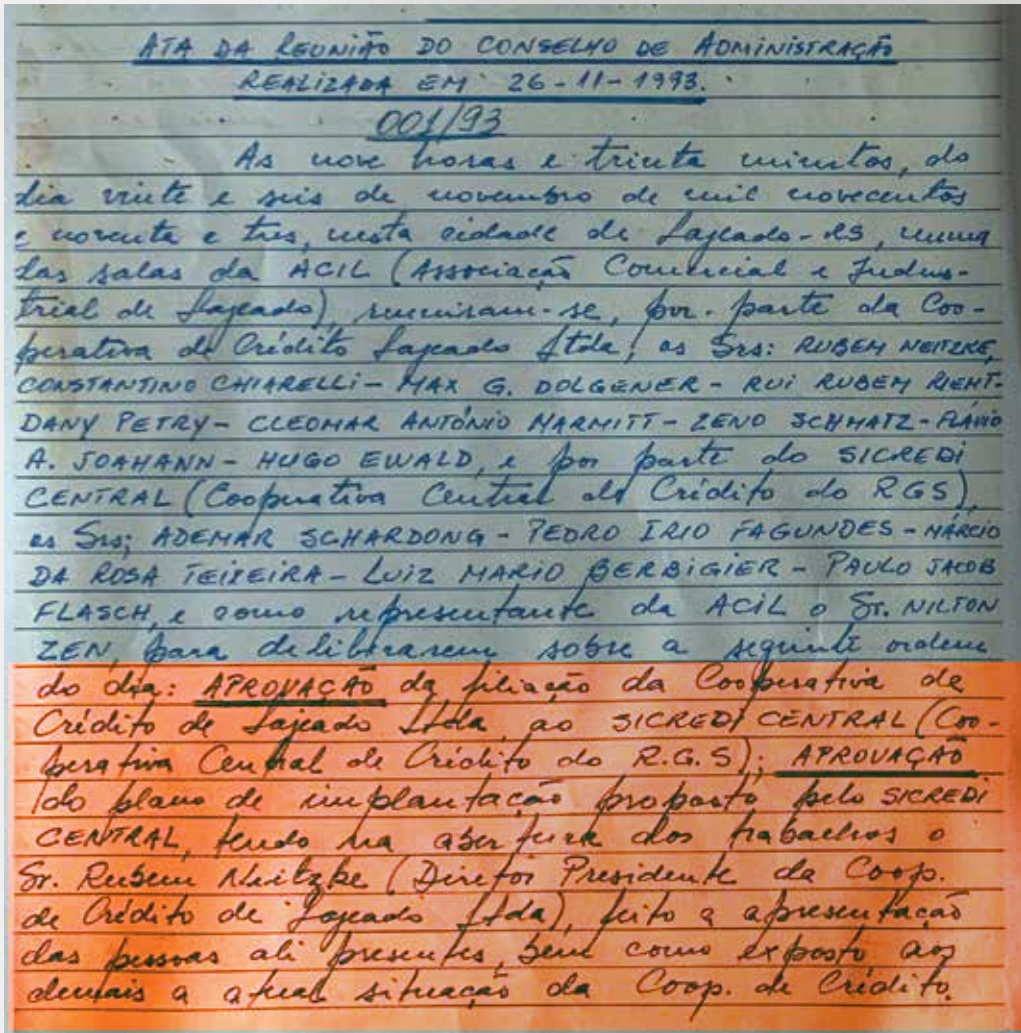 ATA DA REUNIÃO DO CONSELHO DE ADMINISTRAÇÃO
REALIZADA EM 26-11-1993.
001/93
As nove horas e trinta minutos, do
dia vinte e seis de novembro de mil novecentos
e noventa e tres, nesta cidade de Lajeado-RS, numa
das salas da ACIL (Associação Comercial e Indus-
trial de Lajeado), reuniram-se, por parte da Coo-
perativa de Crédito Lajeado Ltda, os Srs: RUBEM NEITZKE,
CONSTANTINO CHIARELLI - MAX G. DOLGENER - RUI RUBEM RIEHT-
DANY PETRY - CLEOMAR ANTÓNIO MARMITT - ZENO SCHMATZ - FLÁVIO
A. JOAHANN - HUGO EWALD, e por parte do SICREDI
CENTRAL (Cooperativa Central de Crédito do RGS),
os Srs; ADEMAR SCHARDONG - PEDRO IRIO FAGUNDES - MÁRCIO
DA ROSA TEIXEIRA - LUIZ MARIO BERBIGIER - PAULO JACOB
FLASCH, e como representante da ACIL o Sr. NILTON
ZEN, para deliberarem sobre a seguinte ordem
do dia: APROVAÇÃO da filiação da Cooperativa de
Crédito de Lajeado Ltda, ao SICREDI CENTRAL (Coo-
perativa Central de Crédito do R.G.S); APROVAÇÃO
do plano de implantação proposto pelo SICREDI
CENTRAL, tendo na abertura dos trabalhos o
Sr. Rubem Neitzke (Diretor Presidente da Coop.
de Crédito de Lajeado Ltda), feito a apresentação
das pessoas ali presentes, bem como exposto aos
demais a atual situação da Coop. de Crédito.